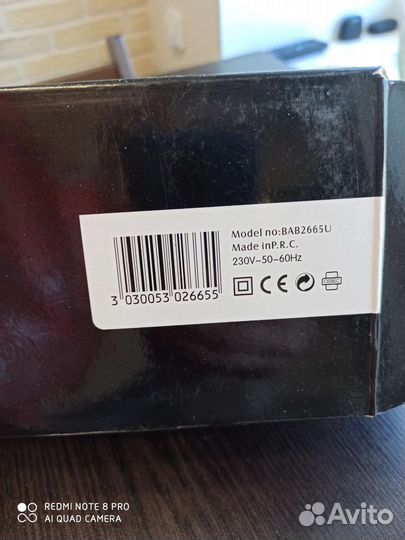 Model no:BAB2665U
Made inP.R.C.
230V~50-60Hz
3 030053 026655
CE
REDMI NOTE 8 PRO
AI QUAD CAMERA
Avito